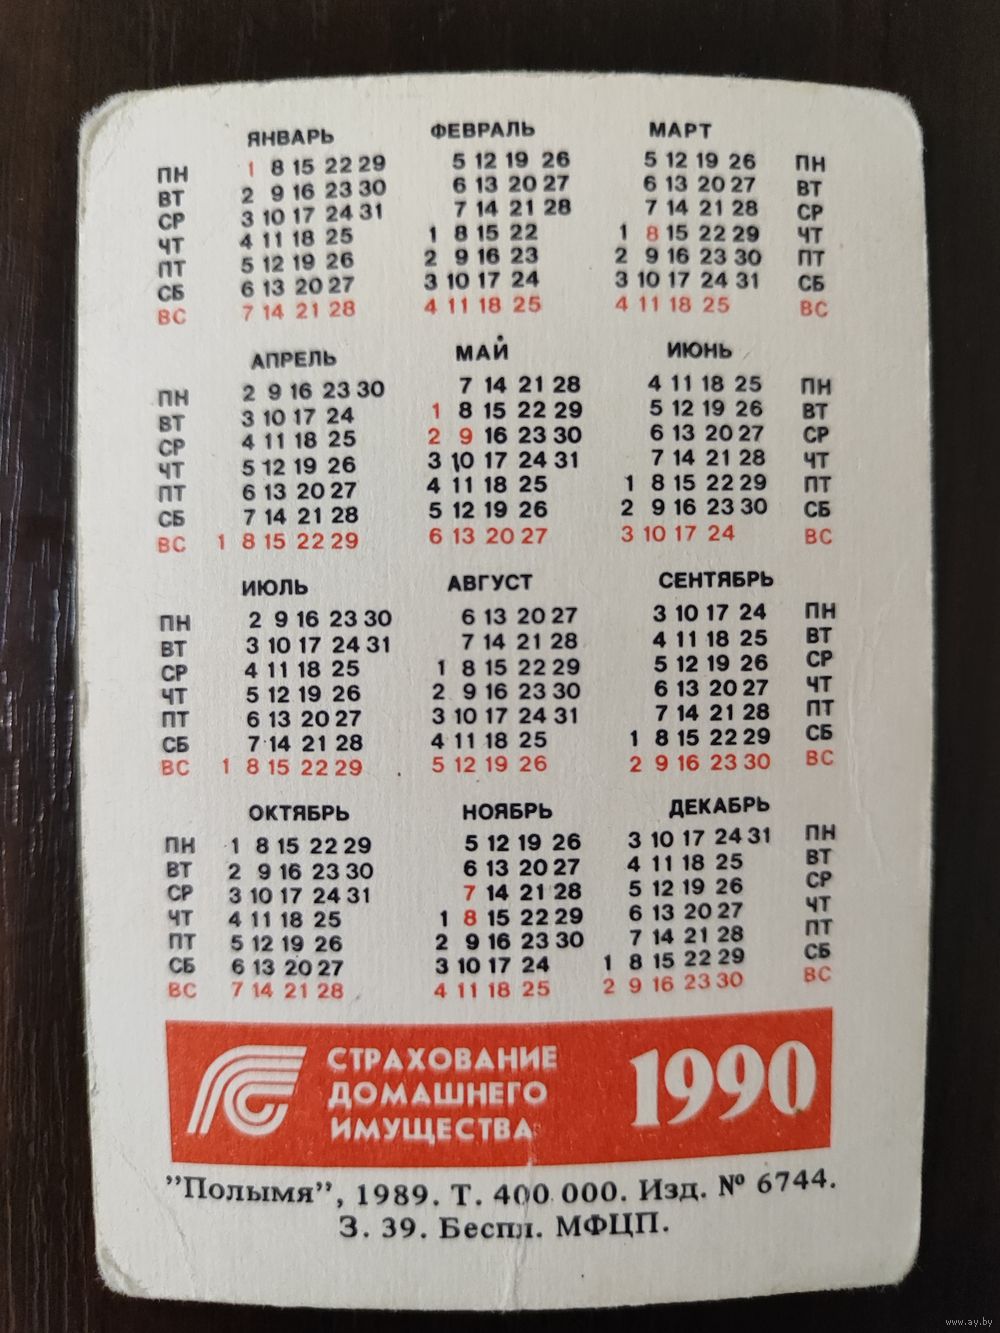 ЯНВАРЬ ФЕВРАЛЬ МАРТ
ПН 1 8 15 22 29 5 12 19 26 5 12 19 26 ПН
ВТ 2 9 16 23 30 6 13 20 27 6 13 20 27 ВТ
СР 3 10 17 24 31 7 14 21 28 7 14 21 28 СР
ЧТ 4 11 18 25 1 8 15 22 1 8 15 22 29 ЧТ
ПТ 5 12 19 26 2 9 16 23 2 9 16 23 30 ПТ
СБ 6 13 20 27 3 10 17 24 3 10 17 24 31 СБ
ВС 7 14 21 28 4 11 18 25 4 11 18 25 ВС
АПРЕЛЬ МАЙ ИЮНЬ
ПН 2 9 16 23 30 7 14 21 28 4 11 18 25 ПН
ВТ 3 10 17 24 1 8 15 22 29 5 12 19 26 ВТ
СР 4 11 18 25 2 9 16 23 30 6 13 20 27 СР
ЧТ 5 12 19 26 3 10 17 24 31 7 14 21 28 ЧТ
ПТ 6 13 20 27 4 11 18 25 1 8 15 22 29 ПТ
СБ 7 14 21 28 5 12 19 26 2 9 16 23 30 СБ
ВС 1 8 15 22 29 6 13 20 27 3 10 17 24 ВС
ИЮЛЬ АВГУСТ СЕНТЯБРЬ
ПН 2 9 16 23 30 6 13 20 27 3 10 17 24 ПН
ВТ 3 10 17 24 31 7 14 21 28 4 11 18 25 ВТ
СР 4 11 18 25 1 8 15 22 29 5 12 19 26 СР
ЧТ 5 12 19 26 2 9 16 23 30 6 13 20 27 ЧТ
ПТ 6 13 20 27 3 10 17 24 31 7 14 21 28 ПТ
СБ 7 14 21 28 4 11 18 25 1 8 15 22 29 СБ
ВС 1 8 15 22 29 5 12 19 26 2 9 16 23 30 ВС
ОКТЯБРЬ НОЯБРЬ ДЕКАБРЬ
ПН 1 8 15 22 29 5 12 19 26 3 10 17 24 31 ПН
ВТ 2 9 16 23 30 6 13 20 27 4 11 18 25 ВТ
СР 3 10 17 24 31 7 14 21 28 5 12 19 26 СР
ЧТ 4 11 18 25 1 8 15 22 29 6 13 20 27 ЧТ
ПТ 5 12 19 26 2 9 16 23 30 7 14 21 28 ПТ
СБ 6 13 20 27 3 10 17 24 1 8 15 22 29 СБ
ВС 7 14 21 28 4 11 18 25 2 9 16 23 30 ВС
СТРАХОВАНИЕ
ДОМАШНЕГО
ИМУЩЕСТВА
1990
"Полымя", 1989. Т. 400 000. Изд. № 6744.
З. 39. Беспл. МФЦП.
www.ay.by